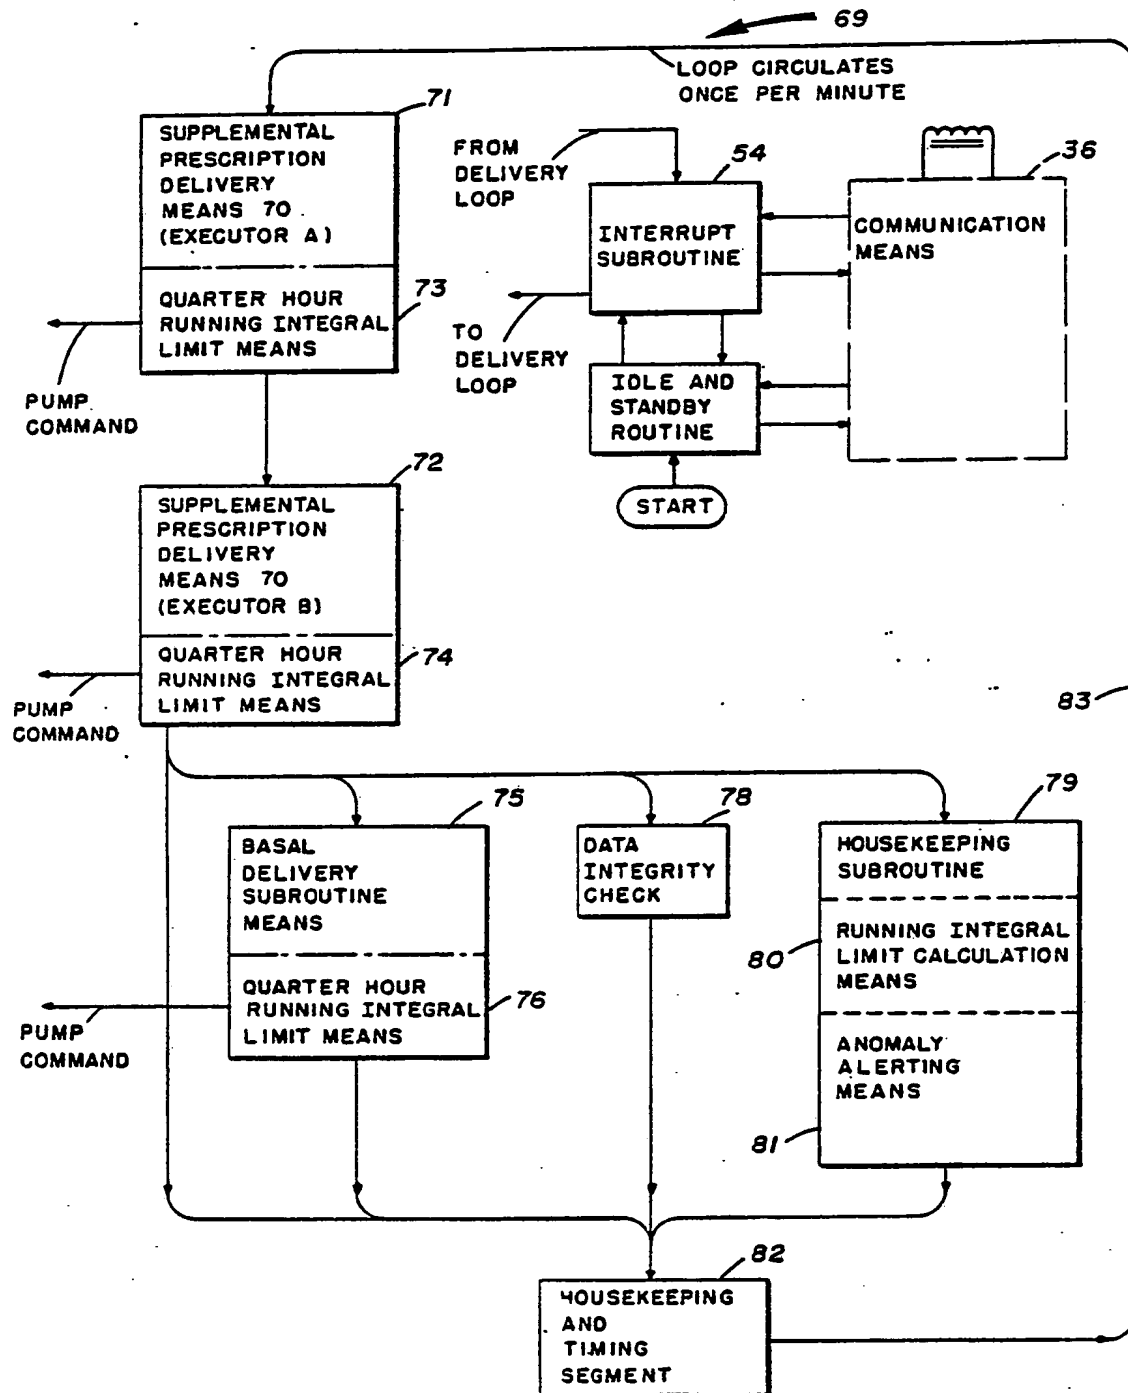 69
LOOP CIRCULATES
ONCE PER MINUTE
71
SUPPLEMENTAL
PRESCRIPTION
DELIVERY
MEANS 70
(EXECUTOR A)
QUARTER HOUR
RUNNING INTEGRAL
LIMIT MEANS
73
PUMP
COMMAND
FROM
DELIVERY
LOOP
54
INTERRUPT
SUBROUTINE
36
COMMUNICATION
MEANS
TO
DELIVERY
LOOP
IDLE AND
STANDBY
ROUTINE
START
72
SUPPLEMENTAL
PRESCRIPTION
DELIVERY
MEANS 70
(EXECUTOR B)
QUARTER HOUR
RUNNING INTEGRAL
LIMIT MEANS
74
PUMP
COMMAND
83
75
BASAL
DELIVERY
SUBROUTINE
MEANS
QUARTER HOUR
RUNNING INTEGRAL
LIMIT MEANS
76
PUMP
COMMAND
78
DATA
INTEGRITY
CHECK
79
HOUSEKEEPING
SUBROUTINE
80
RUNNING INTEGRAL
LIMIT CALCULATION
MEANS
ANOMALY
ALERTING
MEANS
81
82
HOUSEKEEPING
AND
TIMING
SEGMENT